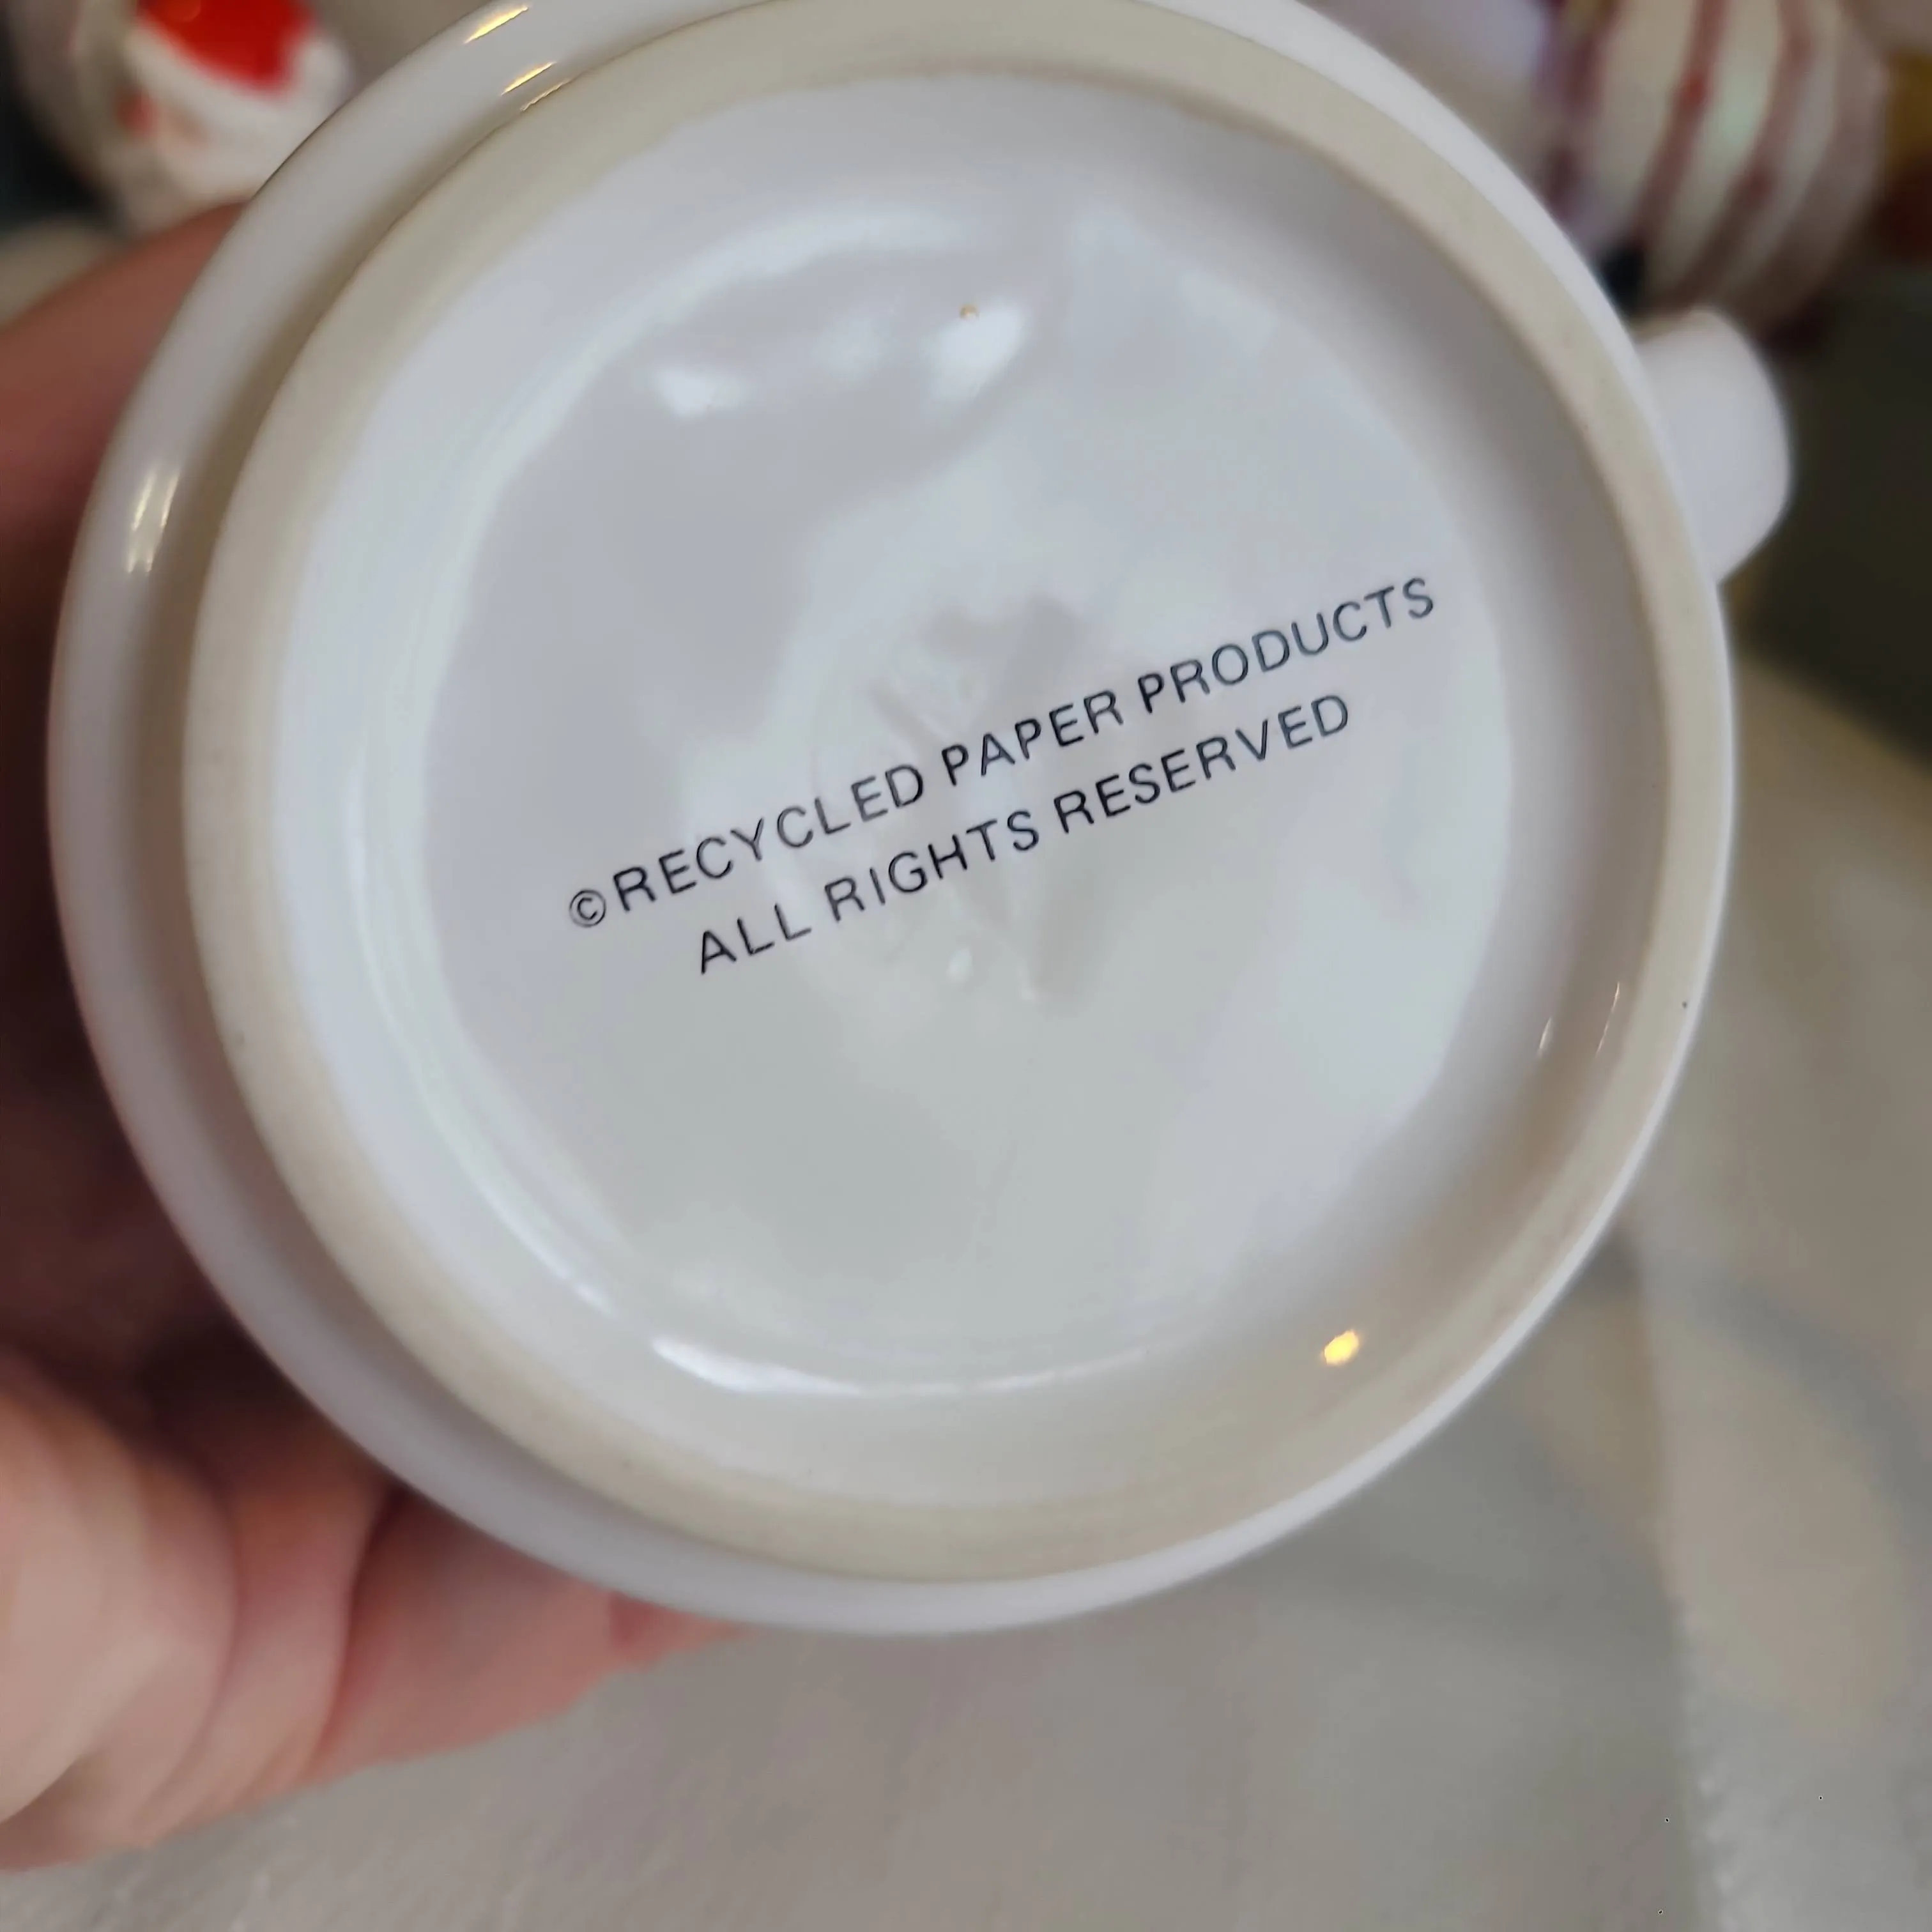 ©RECYCLED PAPER PRODUCTS
ALL RIGHTS RESERVED